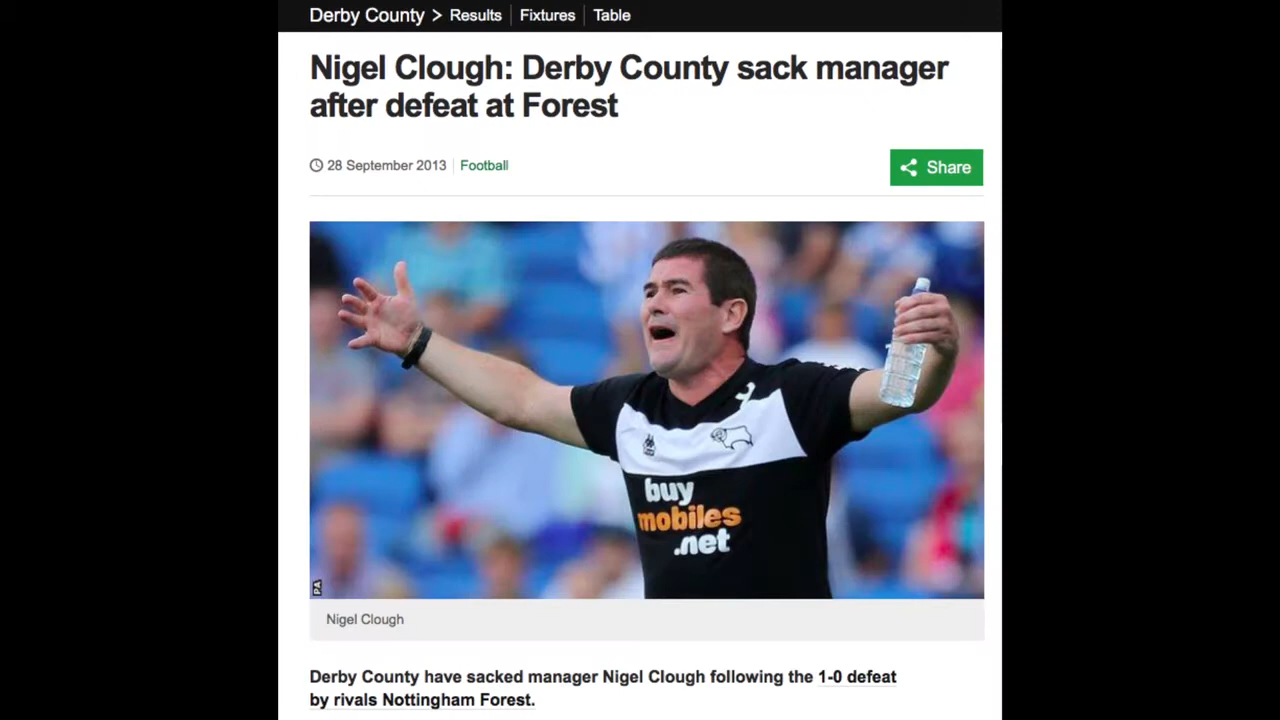 Derby County > Results Fixtures Table
Nigel Clough: Derby County sack manager
after defeat at Forest
28 September 2013 Football
Share
buy
mobiles
.net
PA
Nigel Clough
Derby County have sacked manager Nigel Clough following the 1-0 defeat
by rivals Nottingham Forest.